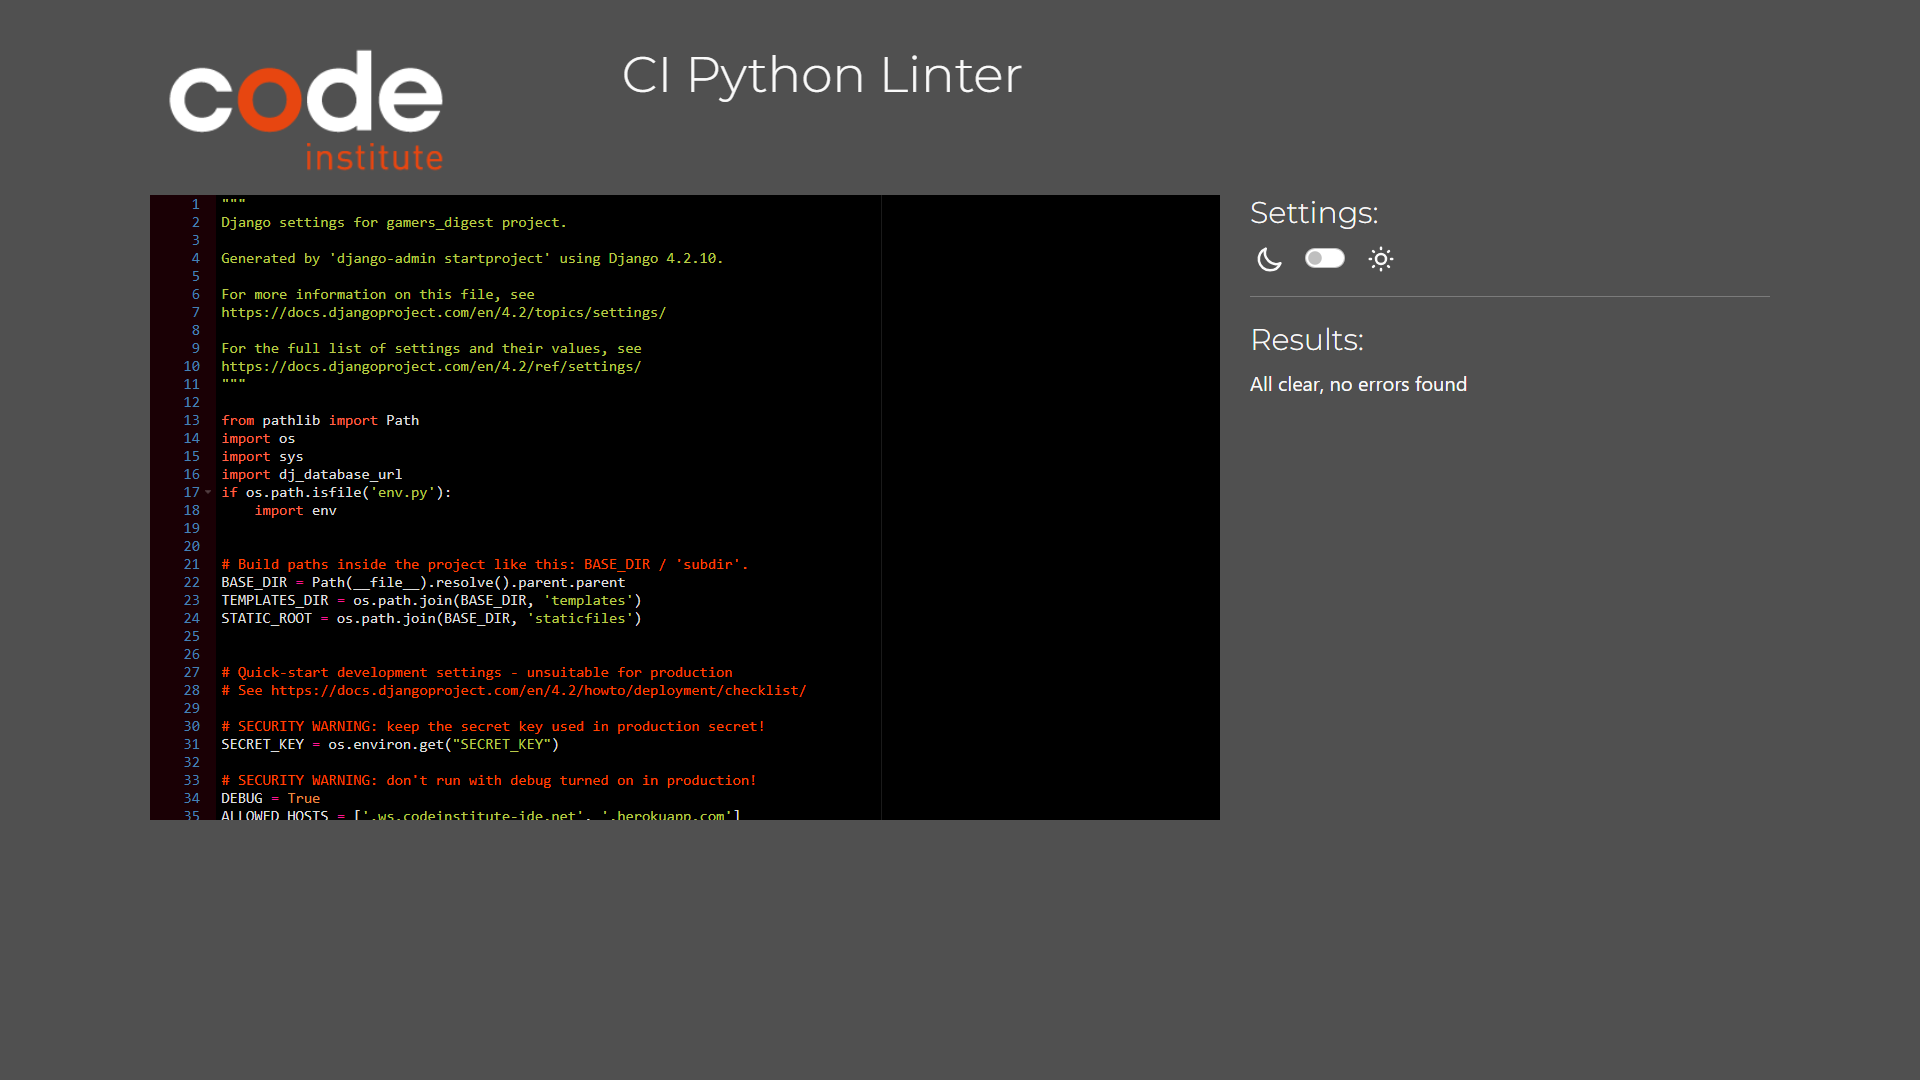 code
institute
CI Python Linter
1 """
2 Django settings for gamers_digest project.
3
4 Generated by 'django-admin startproject' using Django 4.2.10.
5
6 For more information on this file, see
7 https://docs.djangoproject.com/en/4.2/topics/settings/
8
9 For the full list of settings and their values, see
10 https://docs.djangoproject.com/en/4.2/ref/settings/
11 """
12
13 from pathlib import Path
14 import os
15 import sys
16 import dj_database_url
17 if os.path.isfile('env.py'):
18     import env
19
20
21 # Build paths inside the project like this: BASE_DIR / 'subdir'.
22 BASE_DIR = Path(__file__).resolve().parent.parent
23 TEMPLATES_DIR = os.path.join(BASE_DIR, 'templates')
24 STATIC_ROOT = os.path.join(BASE_DIR, 'staticfiles')
25
26
27 # Quick-start development settings - unsuitable for production
28 # See https://docs.djangoproject.com/en/4.2/howto/deployment/checklist/
29
30 # SECURITY WARNING: keep the secret key used in production secret!
31 SECRET_KEY = os.environ.get("SECRET_KEY")
32
33 # SECURITY WARNING: don't run with debug turned on in production!
34 DEBUG = True
35 ALLOWED_HOSTS = ['.ws.codeinstitute-ide.net', '.herokuapp.com']
Settings:
Results:
All clear, no errors found